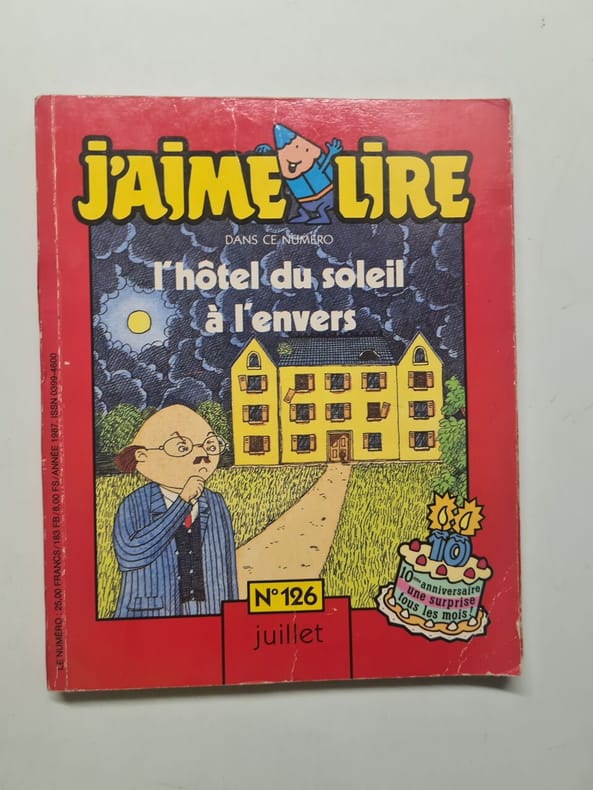 J'AIME LIRE
DANS CE NUMÉRO
l'hôtel du soleil
à l'envers
LE NUMÉRO : 25,00 FRANCS / 183 FB / 8,00 FS / ANNÉE 1987. ISSN 0399-4600
10
10ème anniversaire
une surprise
tous les mois !
N° 126
juillet